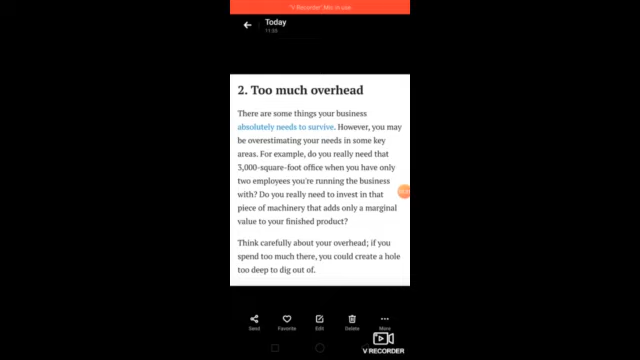 "V Recorder: Mic in use
Today
11:55
2. Too much overhead
There are some things your business
absolutely needs to survive. However, you may
be overestimating your needs in some key
areas. For example, do you really need that
3,000-square-foot office when you have only
two employees you're running the business
with? Do you really need to invest in that
piece of machinery that adds only a marginal
value to your finished product?
Think carefully about your overhead; if you
spend too much there, you could create a hole
too deep to dig out of.
Send Favorite Edit Delete More
V RECORDER